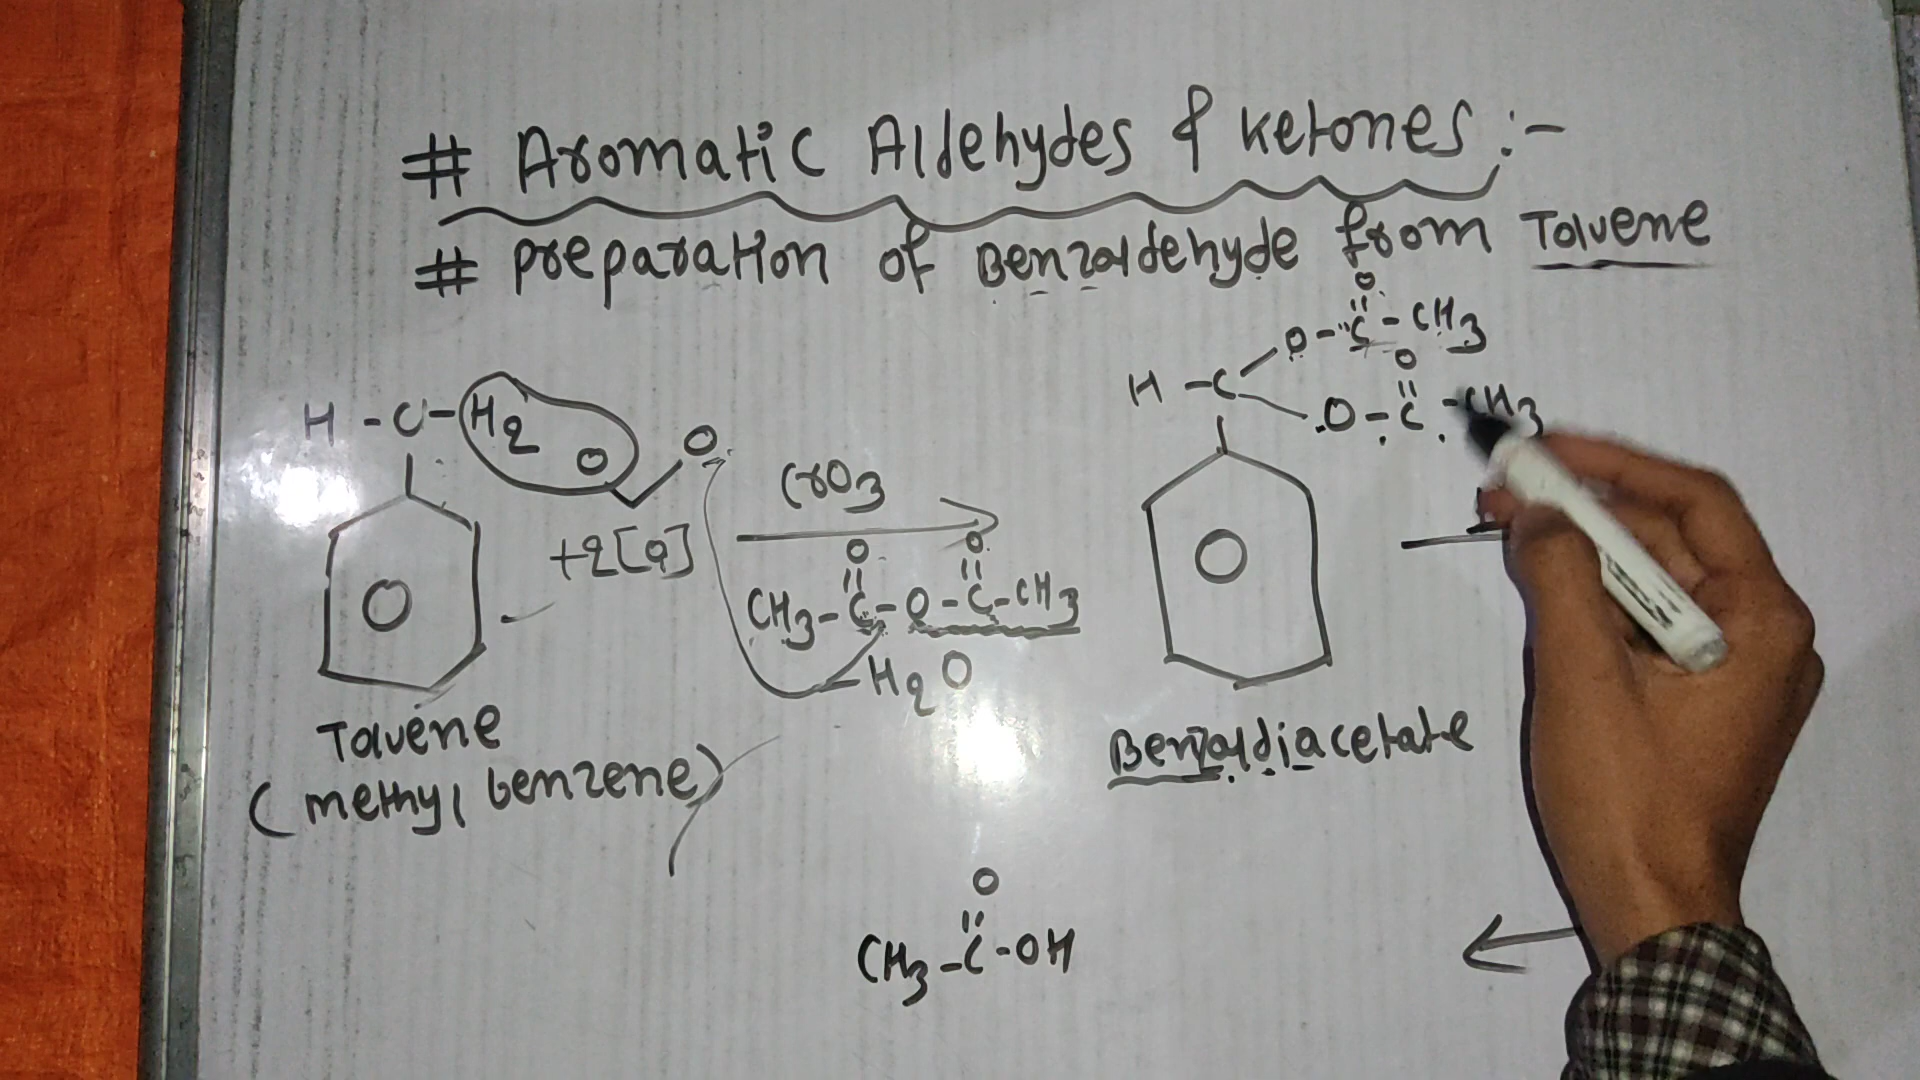 # Aromatic Aldehydes & ketones :-
# preparation of Benzaldehyde from Toluene
H - C - H2 O O
+2[O]
CrO3
O O
CH3 - C - O - C - CH3
- H2O
Toluene
(methyl benzene)
O
O - C - CH3
H - C
O
O - C - CH3
Benzaldiacetate
O
CH3 - C - OH